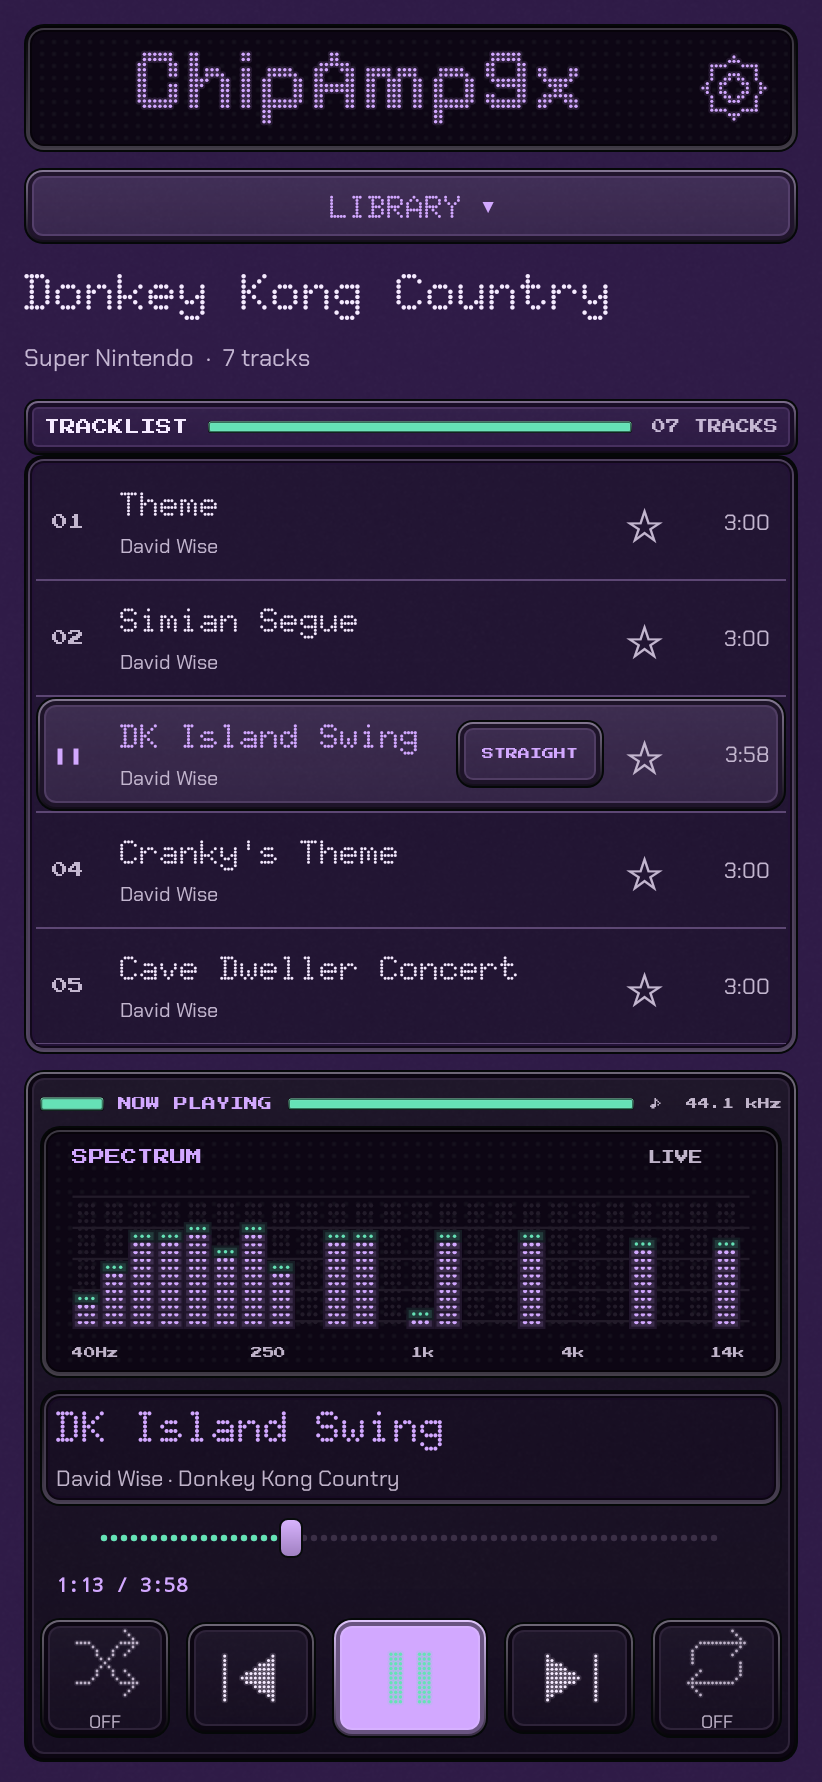 ChipAmp9x
LIBRARY ▼
Donkey Kong Country
Super Nintendo · 7 tracks
TRACKLIST 07 TRACKS
01 Theme 3:00
David Wise
02 Simian Segue 3:00
David Wise
DK Island Swing STRAIGHT 3:58
David Wise
04 Cranky's Theme 3:00
David Wise
05 Cave Dweller Concert 3:00
David Wise
NOW PLAYING ♪ 44.1 kHz
SPECTRUM LIVE
40Hz 250 1k 4k 14k
DK Island Swing
David Wise · Donkey Kong Country
1:13 / 3:58
OFF OFF